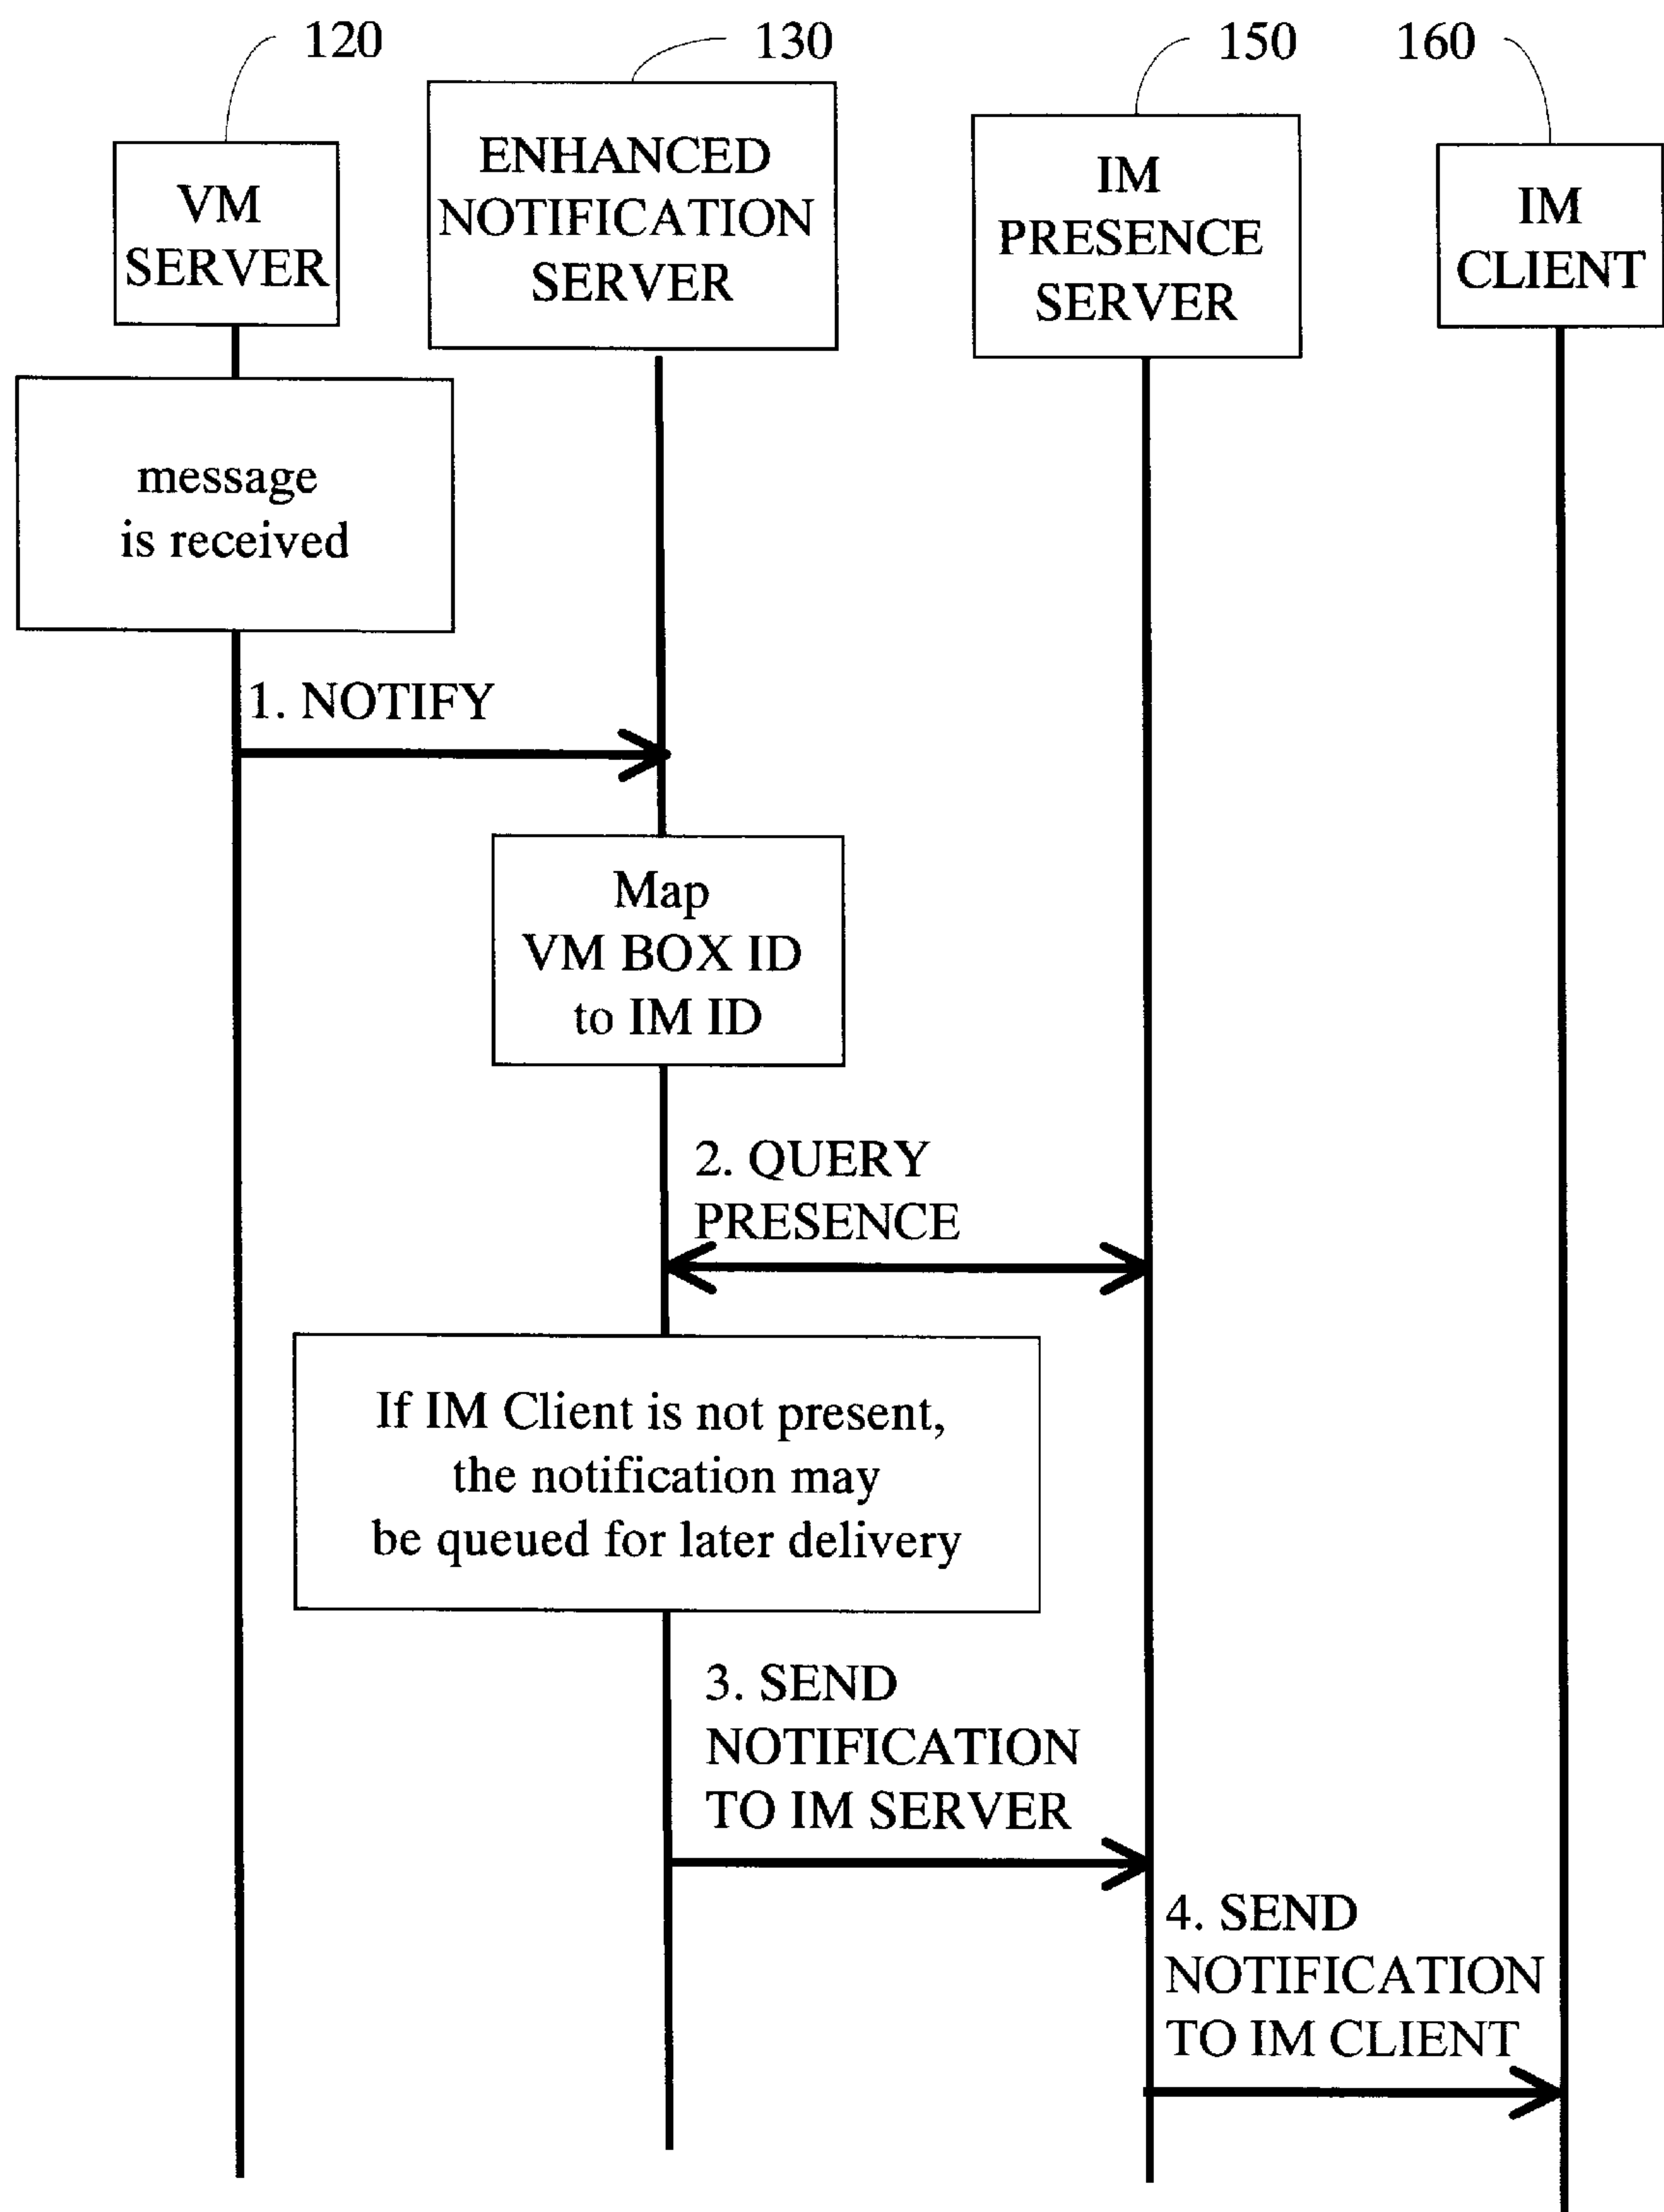 120
130
150
160
VM
SERVER
ENHANCED
NOTIFICATION
SERVER
IM
PRESENCE
SERVER
IM
CLIENT
message
is received
1. NOTIFY
Map
VM BOX ID
to IM ID
2. QUERY
PRESENCE
If IM Client is not present,
the notification may
be queued for later delivery
3. SEND
NOTIFICATION
TO IM SERVER
4. SEND
NOTIFICATION
TO IM CLIENT